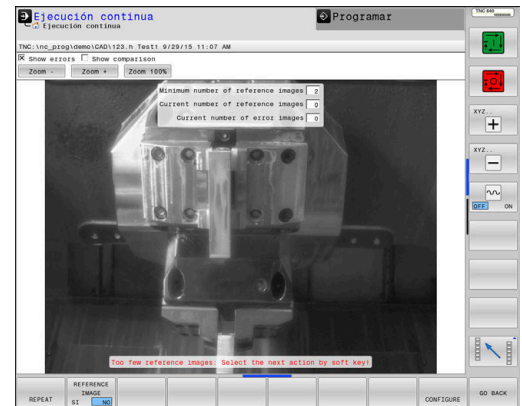 Ejecución continua
Ejecución continua
Programar
TNC 640
TNC:\nc_prog\demo\CAD\123.h Test1 9/29/15 11:07 AM
Show errors
Show comparison
Zoom -
Zoom +
Zoom 100%
Minimum number of reference images 2
Current number of reference images 0
Current number of error images 0
XYZ..
+
XYZ..
-
OFF ON
Too few reference images: Select the next action by soft key!
REPEAT
REFERENCE
IMAGE
SI NO
CONFIGURE
GO BACK